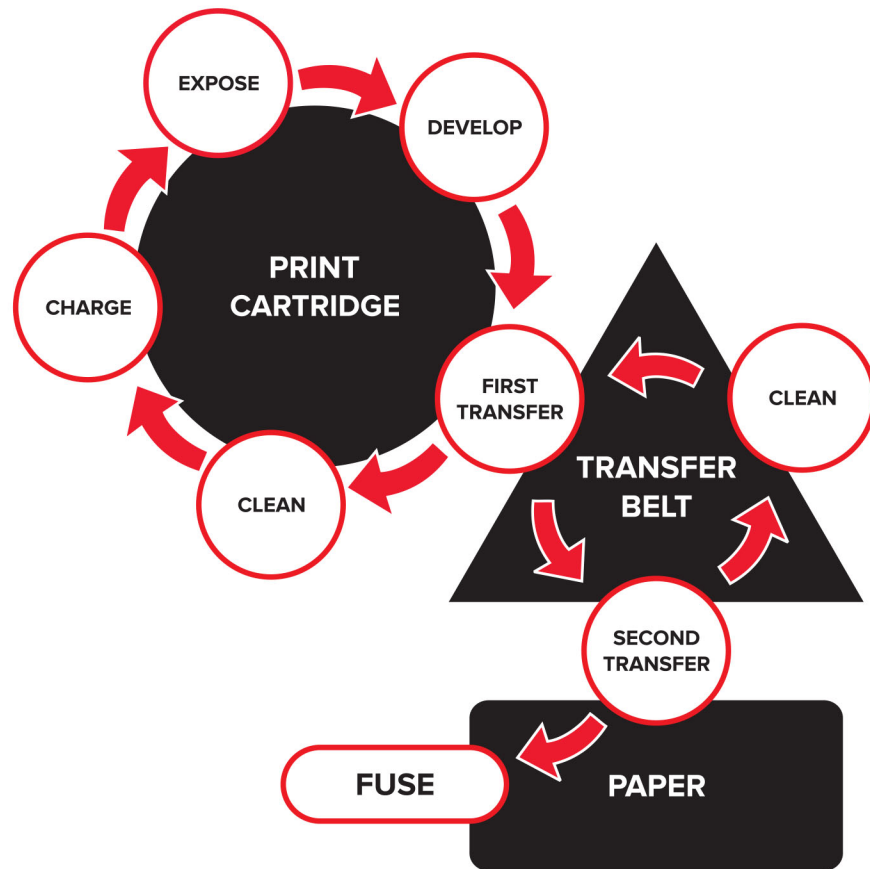 EXPOSE
DEVELOP
PRINT
CARTRIDGE
CHARGE
FIRST
TRANSFER
CLEAN
CLEAN
TRANSFER
BELT
SECOND
TRANSFER
FUSE
PAPER